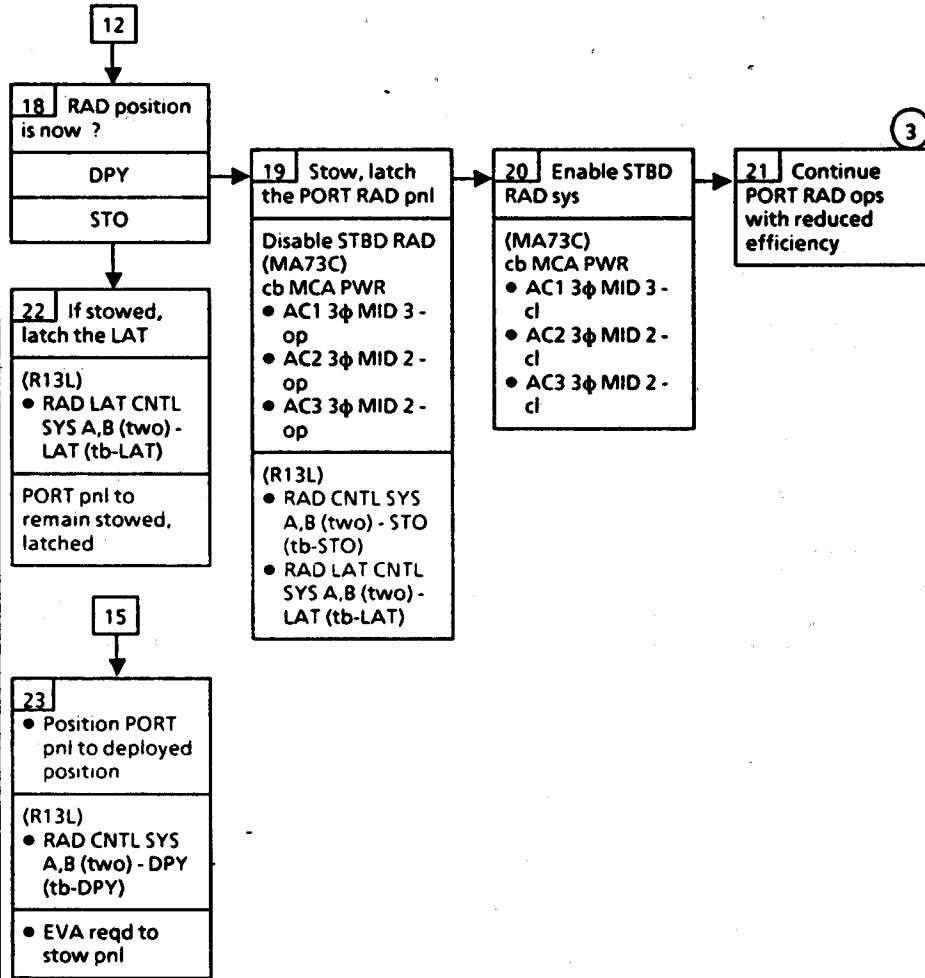 12
18 RAD position
is now ?
DPY
STO
22 If stowed,
latch the LAT
(R13L)
● RAD LAT CNTL
SYS A,B (two) -
LAT (tb-LAT)
PORT pnl to
remain stowed,
latched
19 Stow, latch
the PORT RAD pnl
Disable STBD RAD
(MA73C)
cb MCA PWR
● AC1 3ϕ MID 3 -
op
● AC2 3ϕ MID 2 -
op
● AC3 3ϕ MID 2 -
op
(R13L)
● RAD CNTL SYS
A,B (two) - STO
(tb-STO)
● RAD LAT CNTL
SYS A,B (two) -
LAT (tb-LAT)
20 Enable STBD
RAD sys
(MA73C)
cb MCA PWR
● AC1 3ϕ MID 3 -
cl
● AC2 3ϕ MID 2 -
cl
● AC3 3ϕ MID 2 -
cl
3
21 Continue
PORT RAD ops
with reduced
efficiency
15
23
● Position PORT
pnl to deployed
position
(R13L)
● RAD CNTL SYS
A,B (two) - DPY
(tb-DPY)
● EVA reqd to
stow pnl